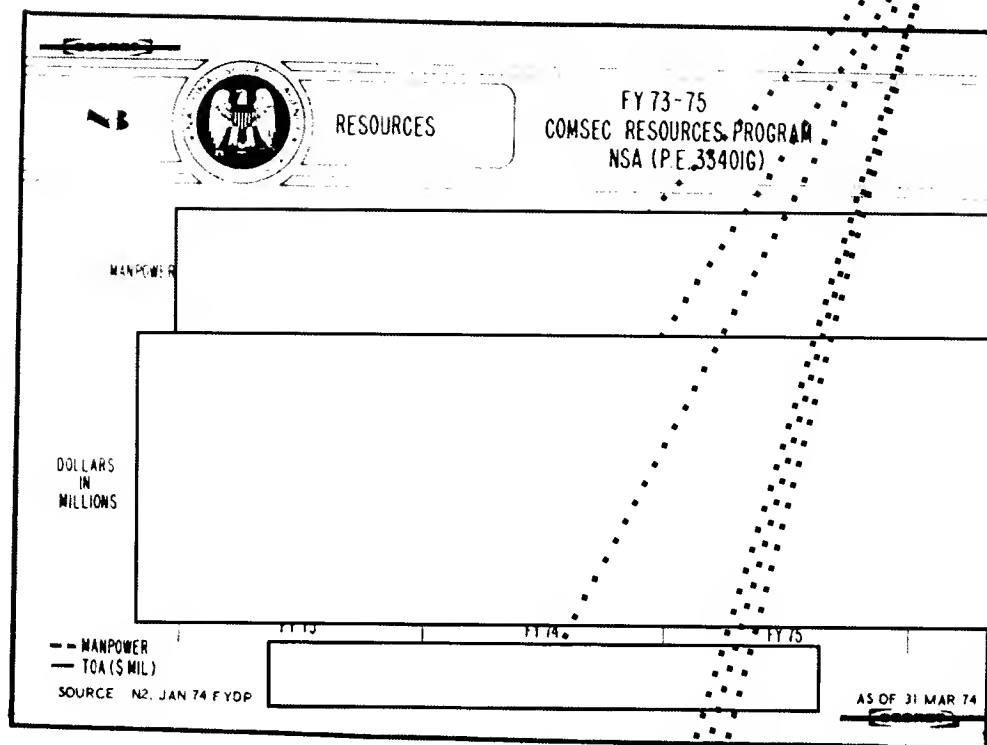 RESOURCES
FY 73-75
COMSEC RESOURCES PROGRAM
NSA (P.E. 33401G)
MANPOWER
DOLLARS
IN
MILLIONS
FY 73 FY 74 FY 75
MANPOWER
TOA ($ MIL)
SOURCE N2, JAN 74 FYDP
AS OF 31 MAR 74